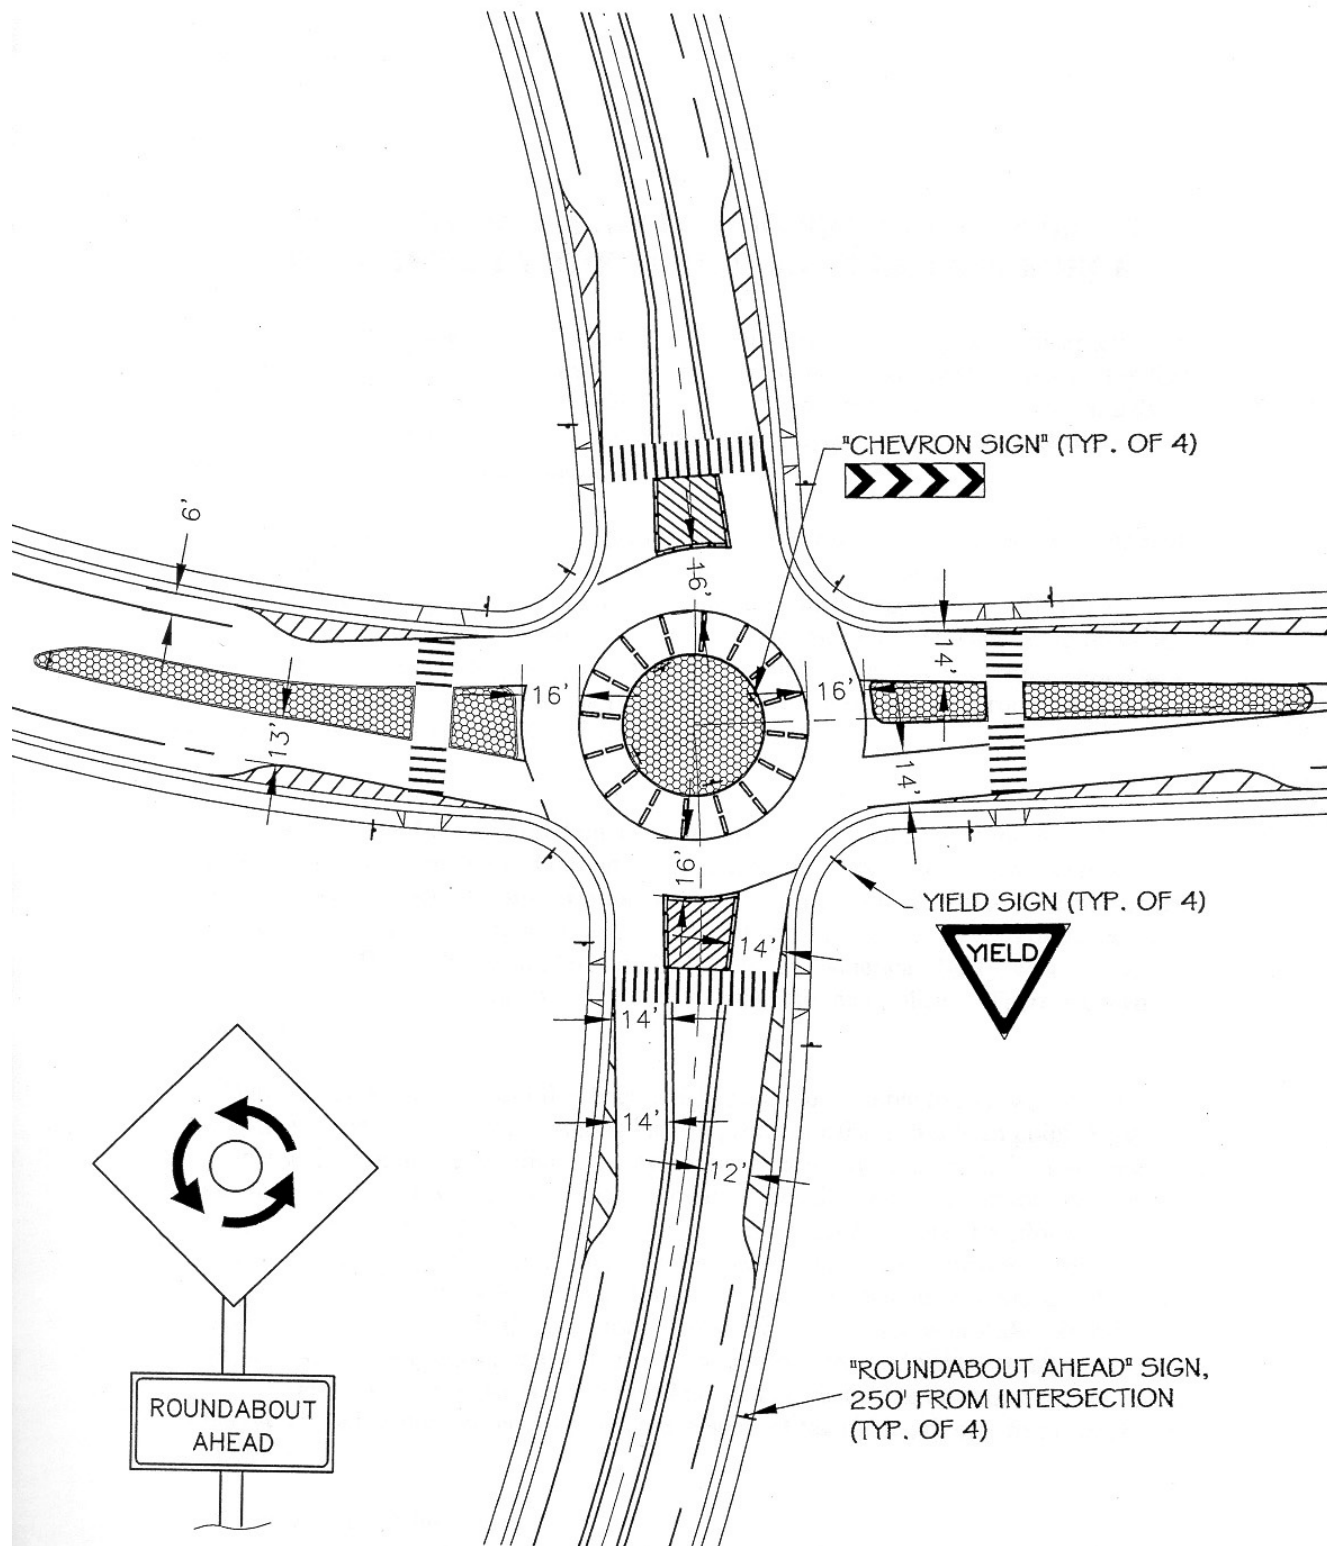 "CHEVRON SIGN" (TYP. OF 4)
6'
16'
14'
16'
16'
13'
14'
16'
YIELD SIGN (TYP. OF 4)
YIELD
14'
14'
14'
12'
"ROUNDABOUT AHEAD" SIGN,
250' FROM INTERSECTION
(TYP. OF 4)
ROUNDABOUT
AHEAD